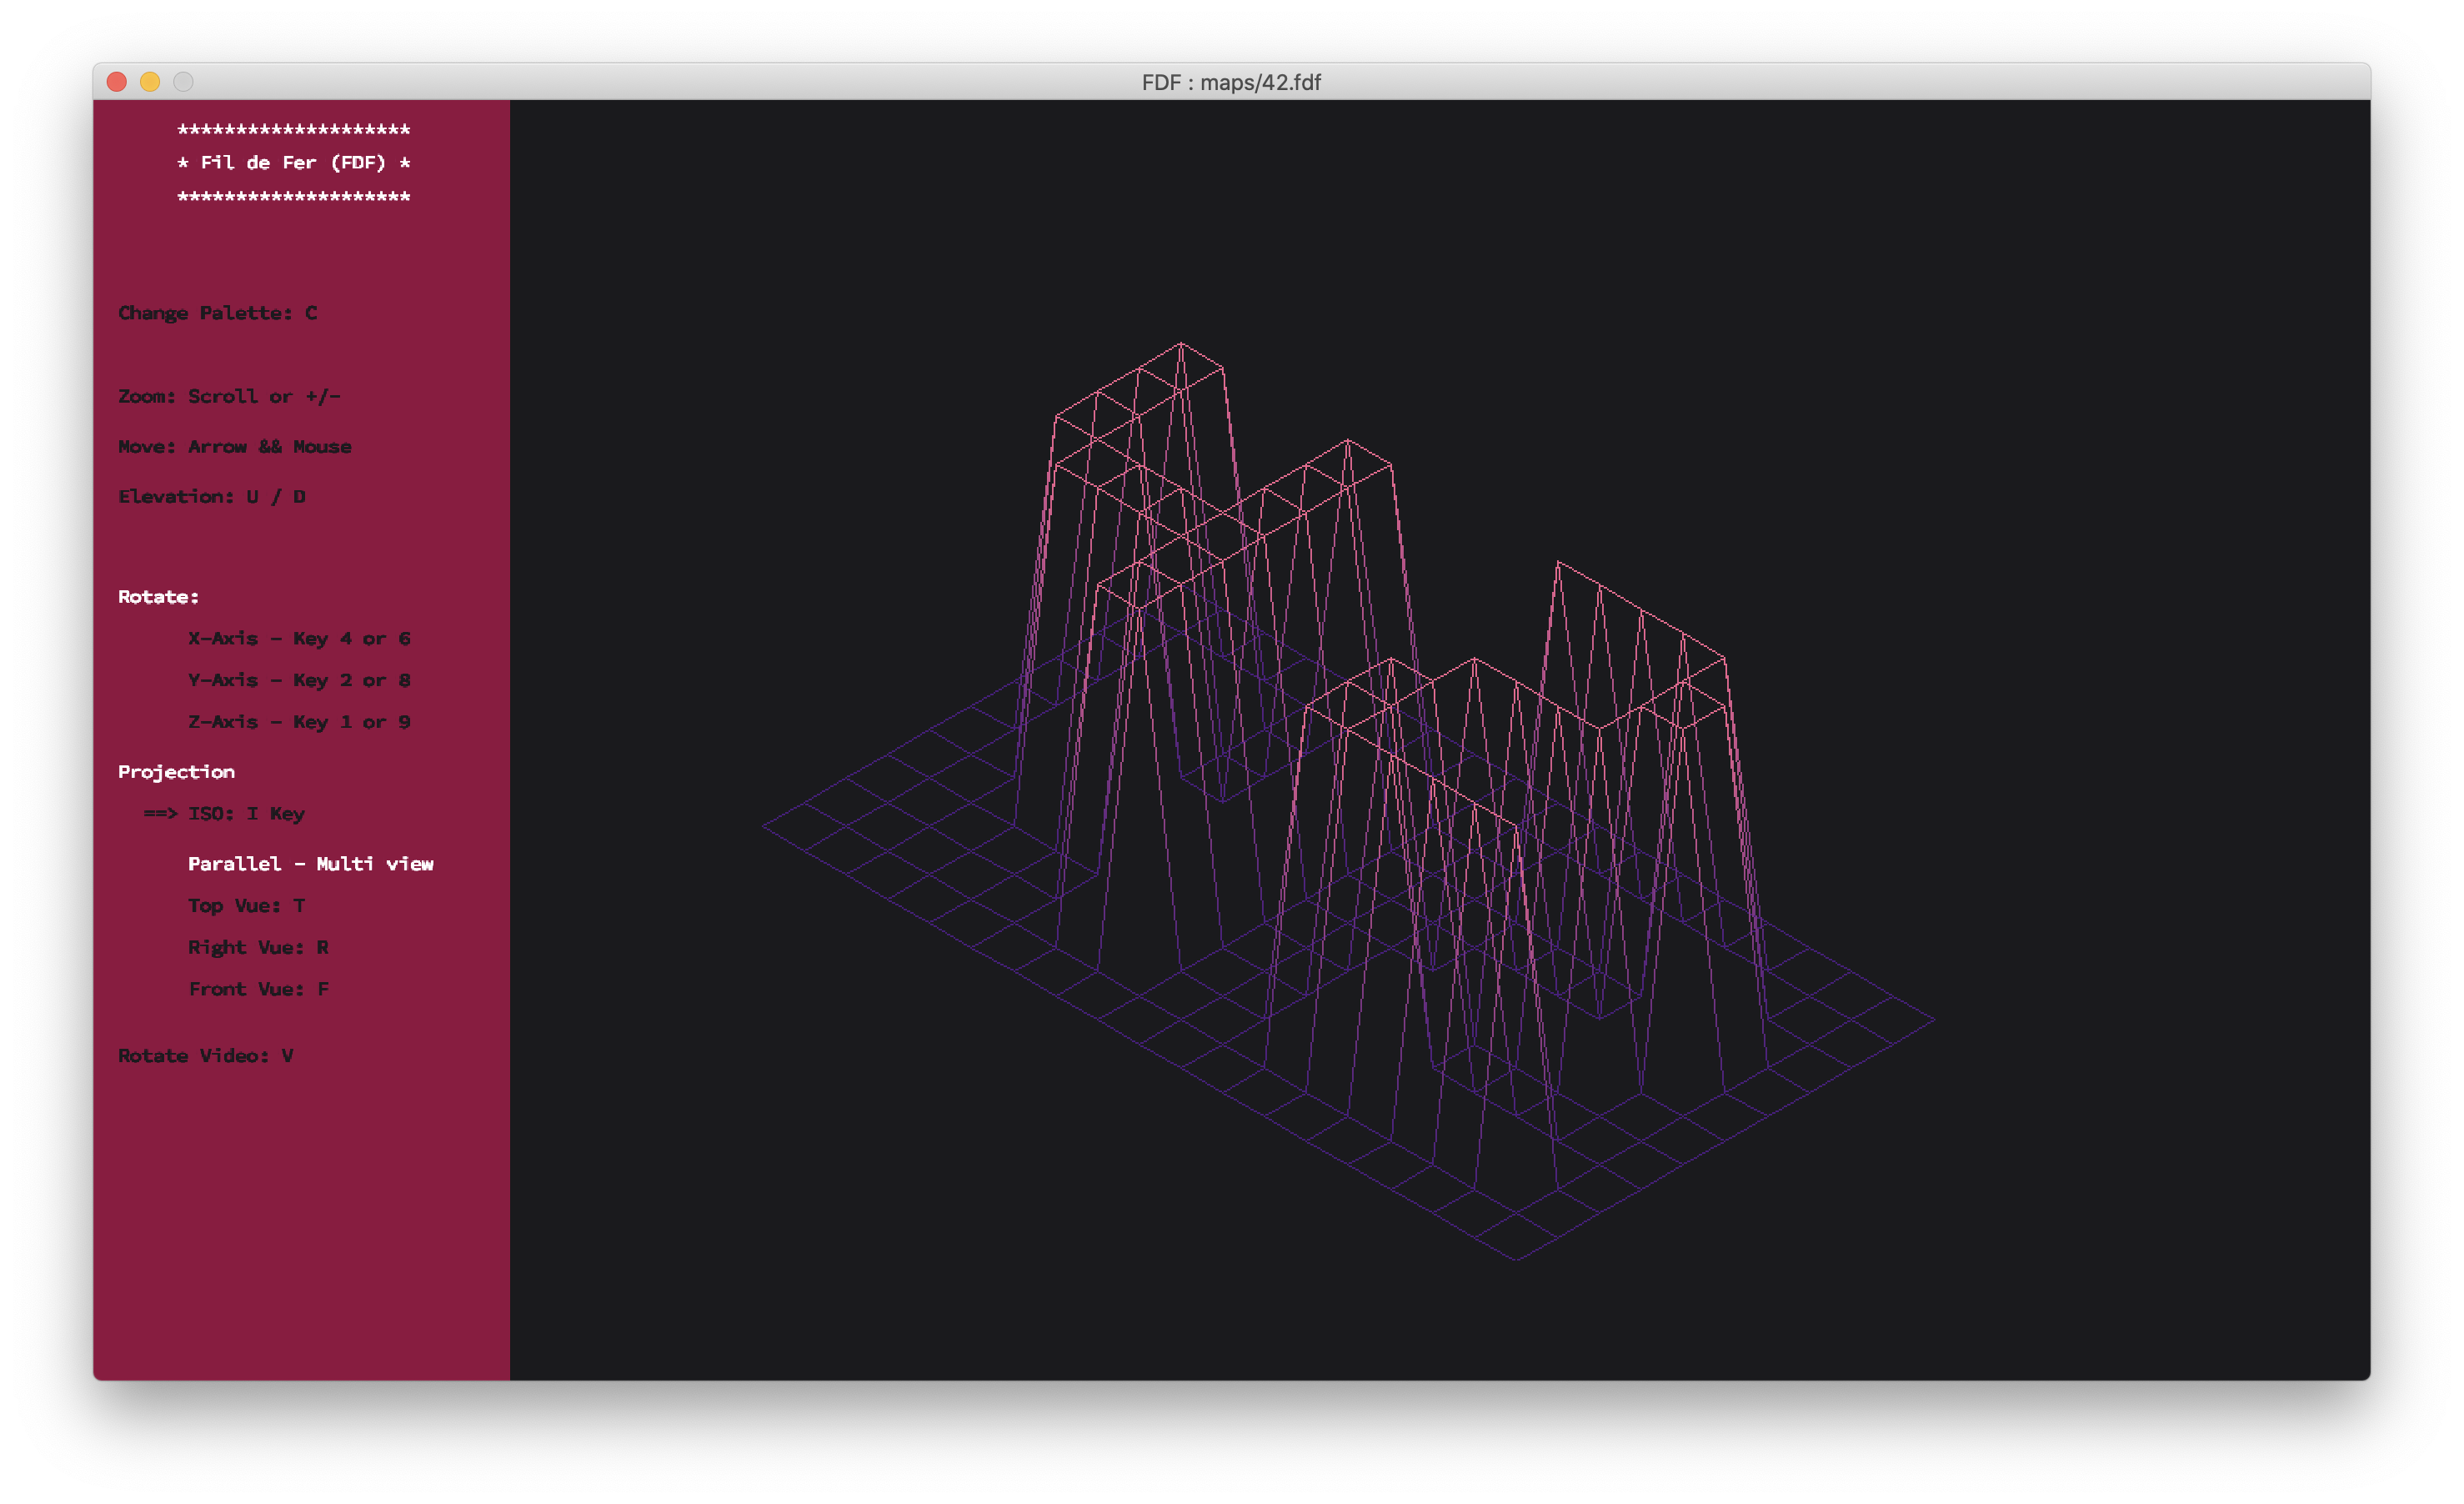 FDF : maps/42.fdf
********************
* Fil de Fer (FDF) *
********************
Change Palette: C
Zoom: Scroll or +/-
Move: Arrow && Mouse
Elevation: U / D
Rotate:
X-Axis - Key 4 or 6
Y-Axis - Key 2 or 8
Z-Axis - Key 1 or 9
Projection
==> ISO: I Key
Parallel - Multi view
Top Vue: T
Right Vue: R
Front Vue: F
Rotate Video: V